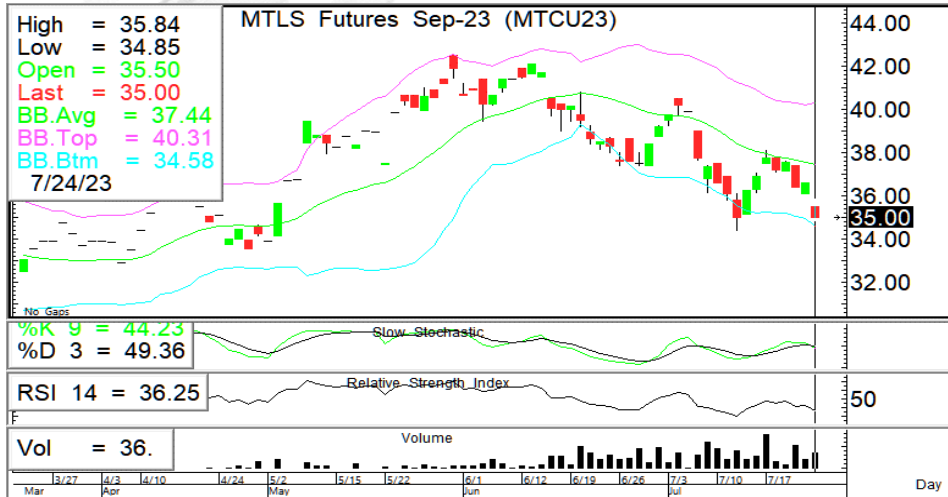 MTLS Futures Sep-23 (MTCU23)
High = 35.84
Low = 34.85
Open = 35.50
Last = 35.00
BB.Avg = 37.44
BB.Top = 40.31
BB.Btm = 34.58
7/24/23
44.00
42.00
40.00
38.00
36.00
35.00
34.00
32.00
No Gaps
%K 9 = 44.23
%D 3 = 49.36
Slow Stochastic
RSI 14 = 36.25
Relative Strength Index
50
Vol = 36.
Volume
3/27 4/3 4/10 4/24 5/2 5/15 5/22 6/1 6/12 6/19 6/26 7/3 7/10 7/17
Mar Apr May Jun Jul
Day